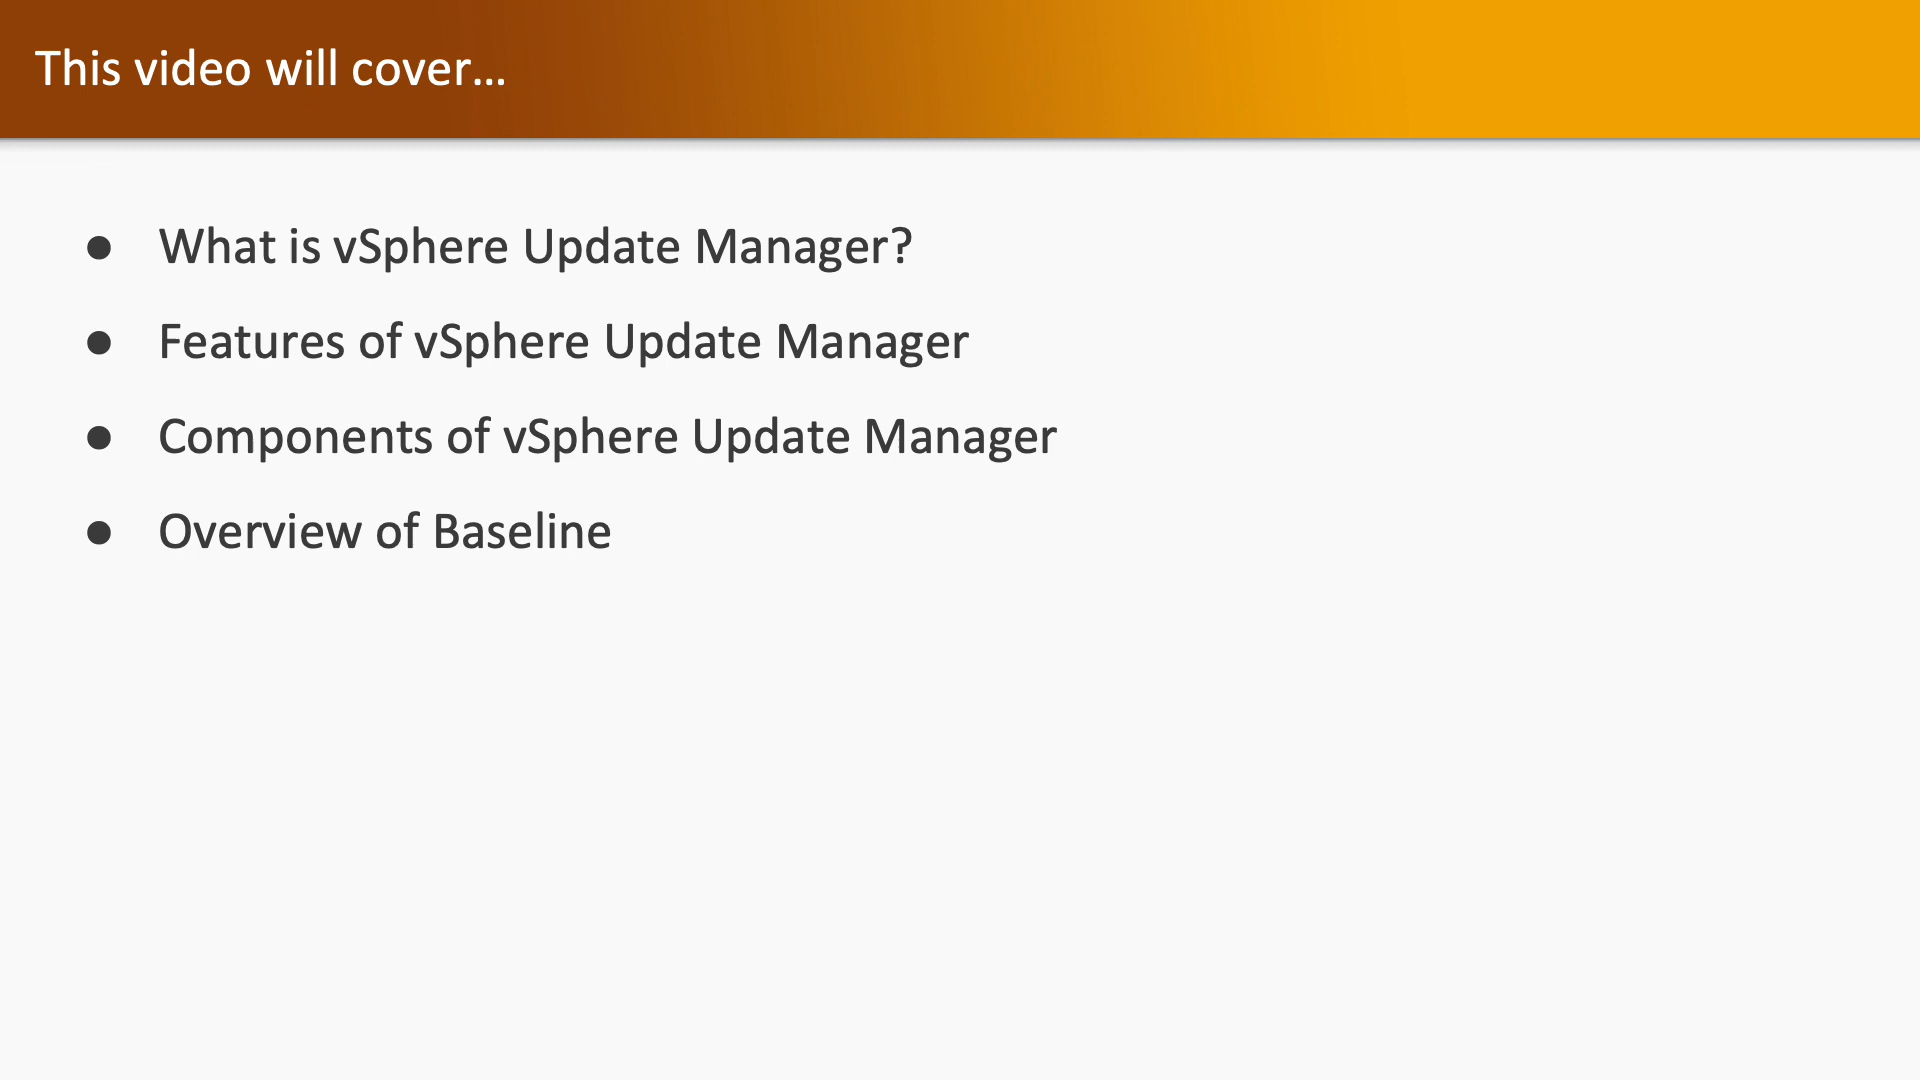 This video will cover...
● What is vSphere Update Manager?
● Features of vSphere Update Manager
● Components of vSphere Update Manager
● Overview of Baseline